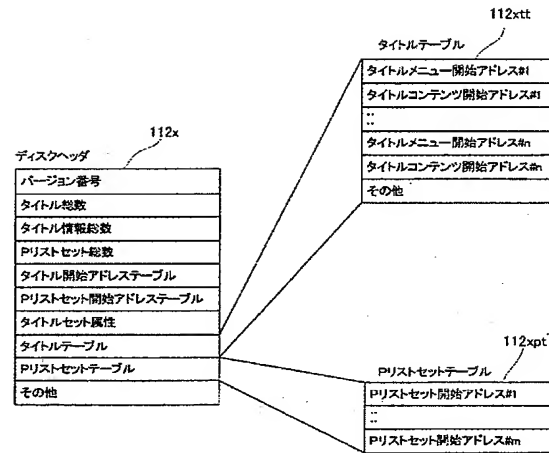 112xtt
タイトルテーブル
タイトルメニュー開始アドレス#1
タイトルコンテンツ開始アドレス#1
::
タイトルメニュー開始アドレス#n
タイトルコンテンツ開始アドレス#n
その他
112x
ディスクヘッダ
バージョン番号
タイトル総数
タイトル情報総数
Pリストセット総数
タイトル開始アドレステーブル
Pリストセット開始アドレステーブル
タイトルセット属性
タイトルテーブル
Pリストセットテーブル
その他
112xpt
Pリストセットテーブル
Pリストセット開始アドレス#1
::
Pリストセット開始アドレス#m